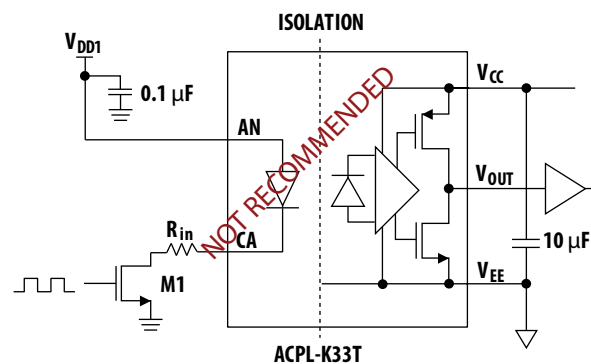 ISOLATION
VDD1
0.1 µF
AN
NOT RECOMMENDED
VCC
VOUT
Rin
CA
10 µF
M1
VEE
ACPL-K33T